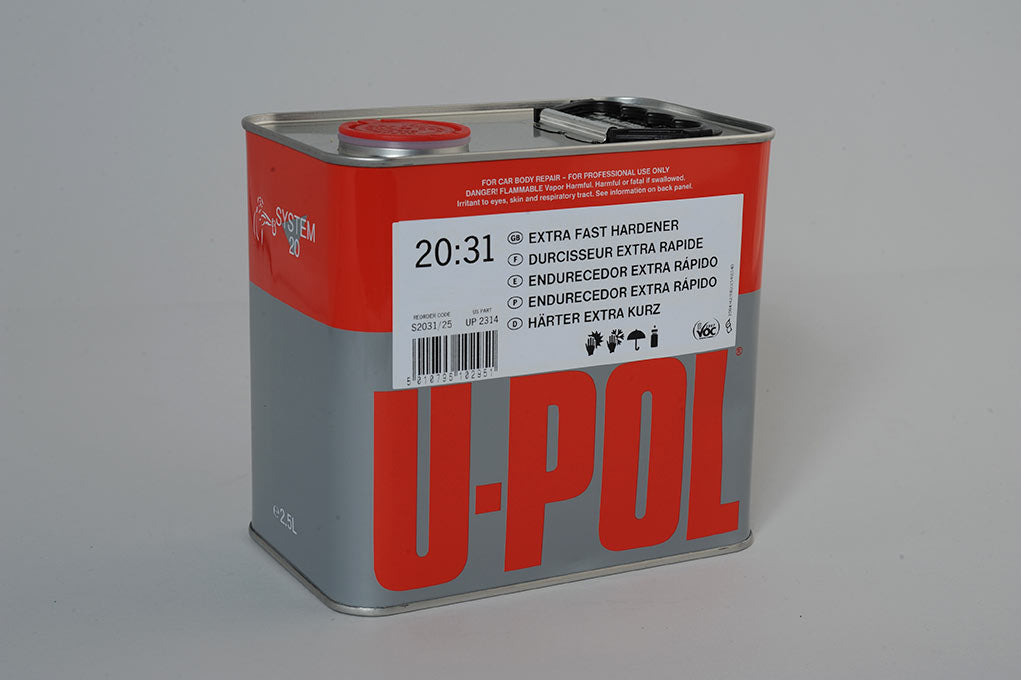 FOR CAR BODY REPAIR – FOR PROFESSIONAL USE ONLY
DANGER! FLAMMABLE Vapor Harmful. Harmful or fatal if swallowed.
Irritant to eyes, skin and respiratory tract. See information on back panel.
SYSTEM
20
20:31
GB EXTRA FAST HARDENER
F DURCISSEUR EXTRA RAPIDE
E ENDURECEDOR EXTRA RÁPIDO
P ENDURECEDOR EXTRA RÁPIDO
D HÄRTER EXTRA KURZ
REORDER CODE
S2031/25
US PART
UP 2314
VOC
5 010795 102951
U-POL®
℮2.5L